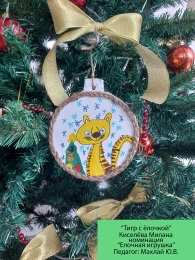 "Тигр с ёлочкой"
Киселёва Милана
номинация
"Ёлочная игрушка"
Педагог: Махлай Ю.В.